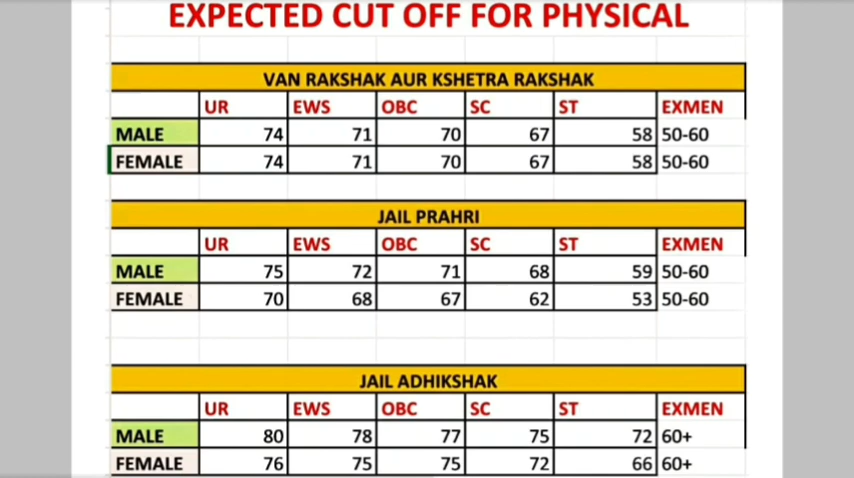 EXPECTED CUT OFF FOR PHYSICAL
VAN RAKSHAK AUR KSHETRA RAKSHAK
UR EWS OBC SC ST EXMEN
MALE 74 71 70 67 58 50-60
FEMALE 74 71 70 67 58 50-60
JAIL PRAHRI
UR EWS OBC SC ST EXMEN
MALE 75 72 71 68 59 50-60
FEMALE 70 68 67 62 53 50-60
JAIL ADHIKSHAK
UR EWS OBC SC ST EXMEN
MALE 80 78 77 75 72 60+
FEMALE 76 75 75 72 66 60+